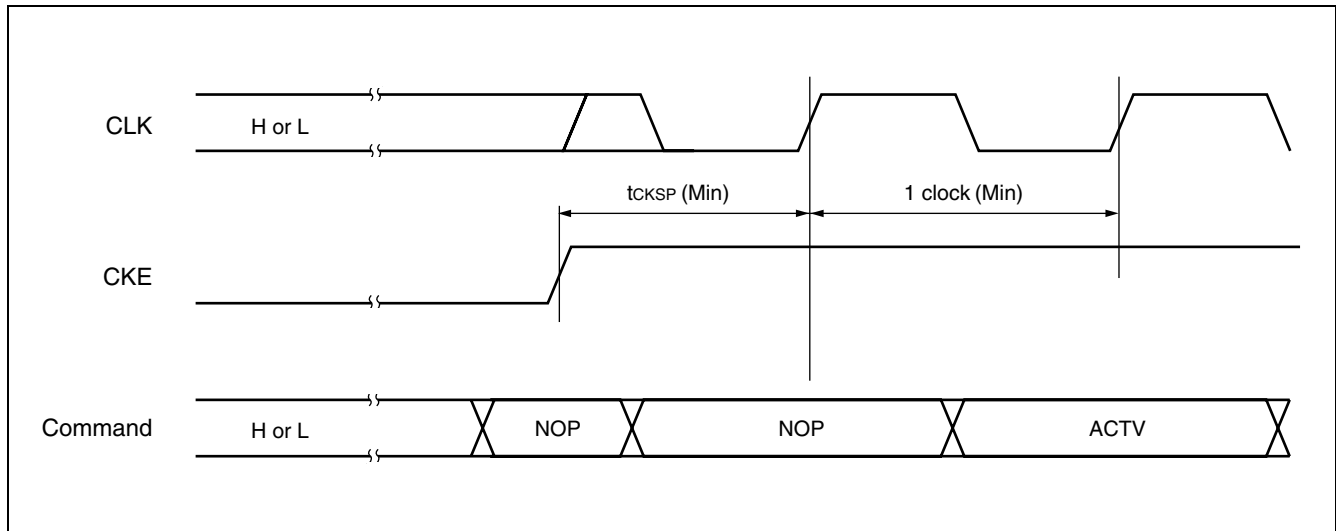 CLK
H or L
tCKSP (Min)
1 clock (Min)
CKE
Command
H or L
NOP
NOP
ACTV